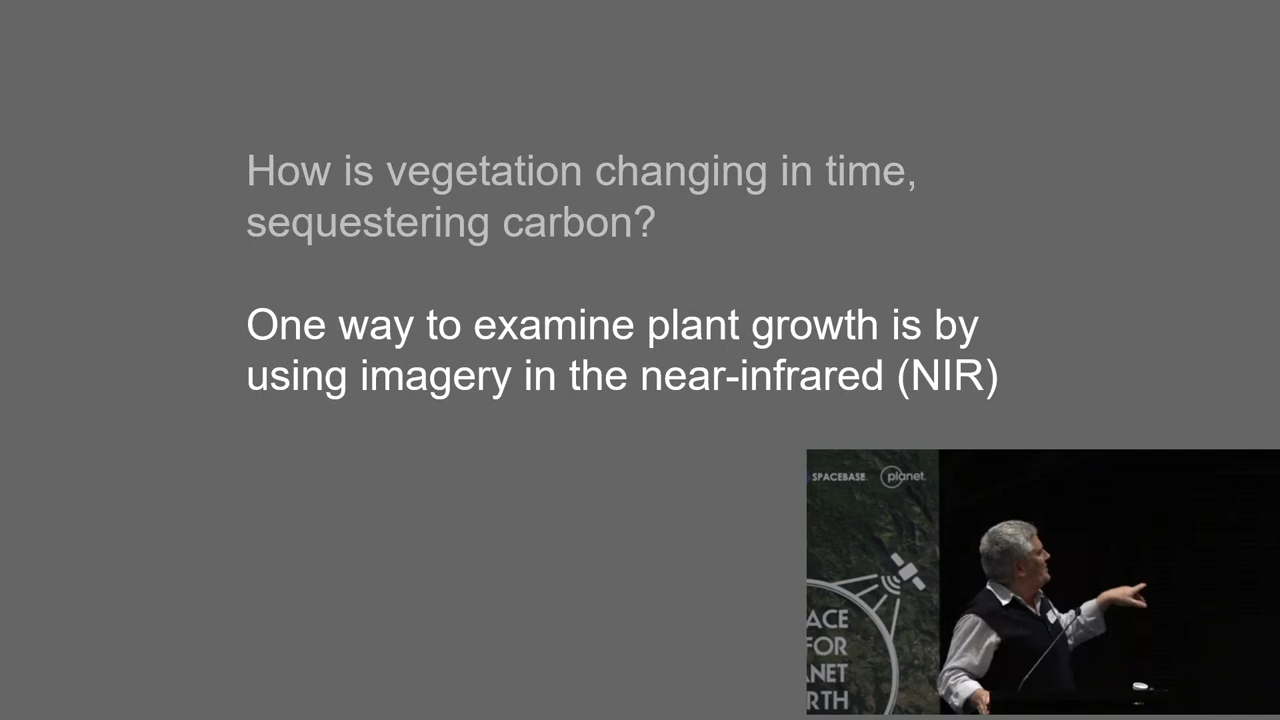 How is vegetation changing in time,
sequestering carbon?
One way to examine plant growth is by
using imagery in the near-infrared (NIR)
SPACEBASE
planet.
ACE
FOR
NET
RTH